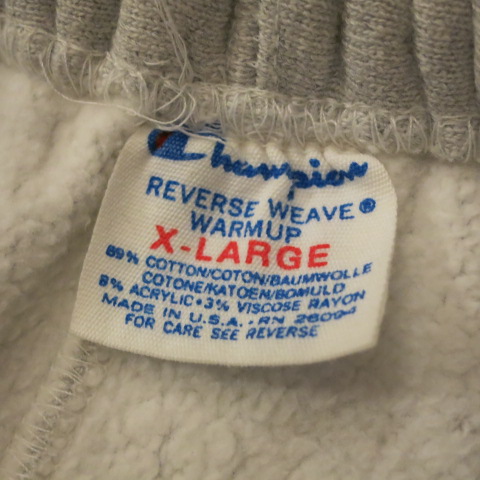 Champion
REVERSE WEAVE®
WARMUP
X-LARGE
89% COTTON/COTON/BAUMWOLLE
COTONE/KATOEN/BOMULD
8% ACRYLIC•3% VISCOSE RAYON
MADE IN U.S.A.-RN 26094
FOR CARE SEE REVERSE